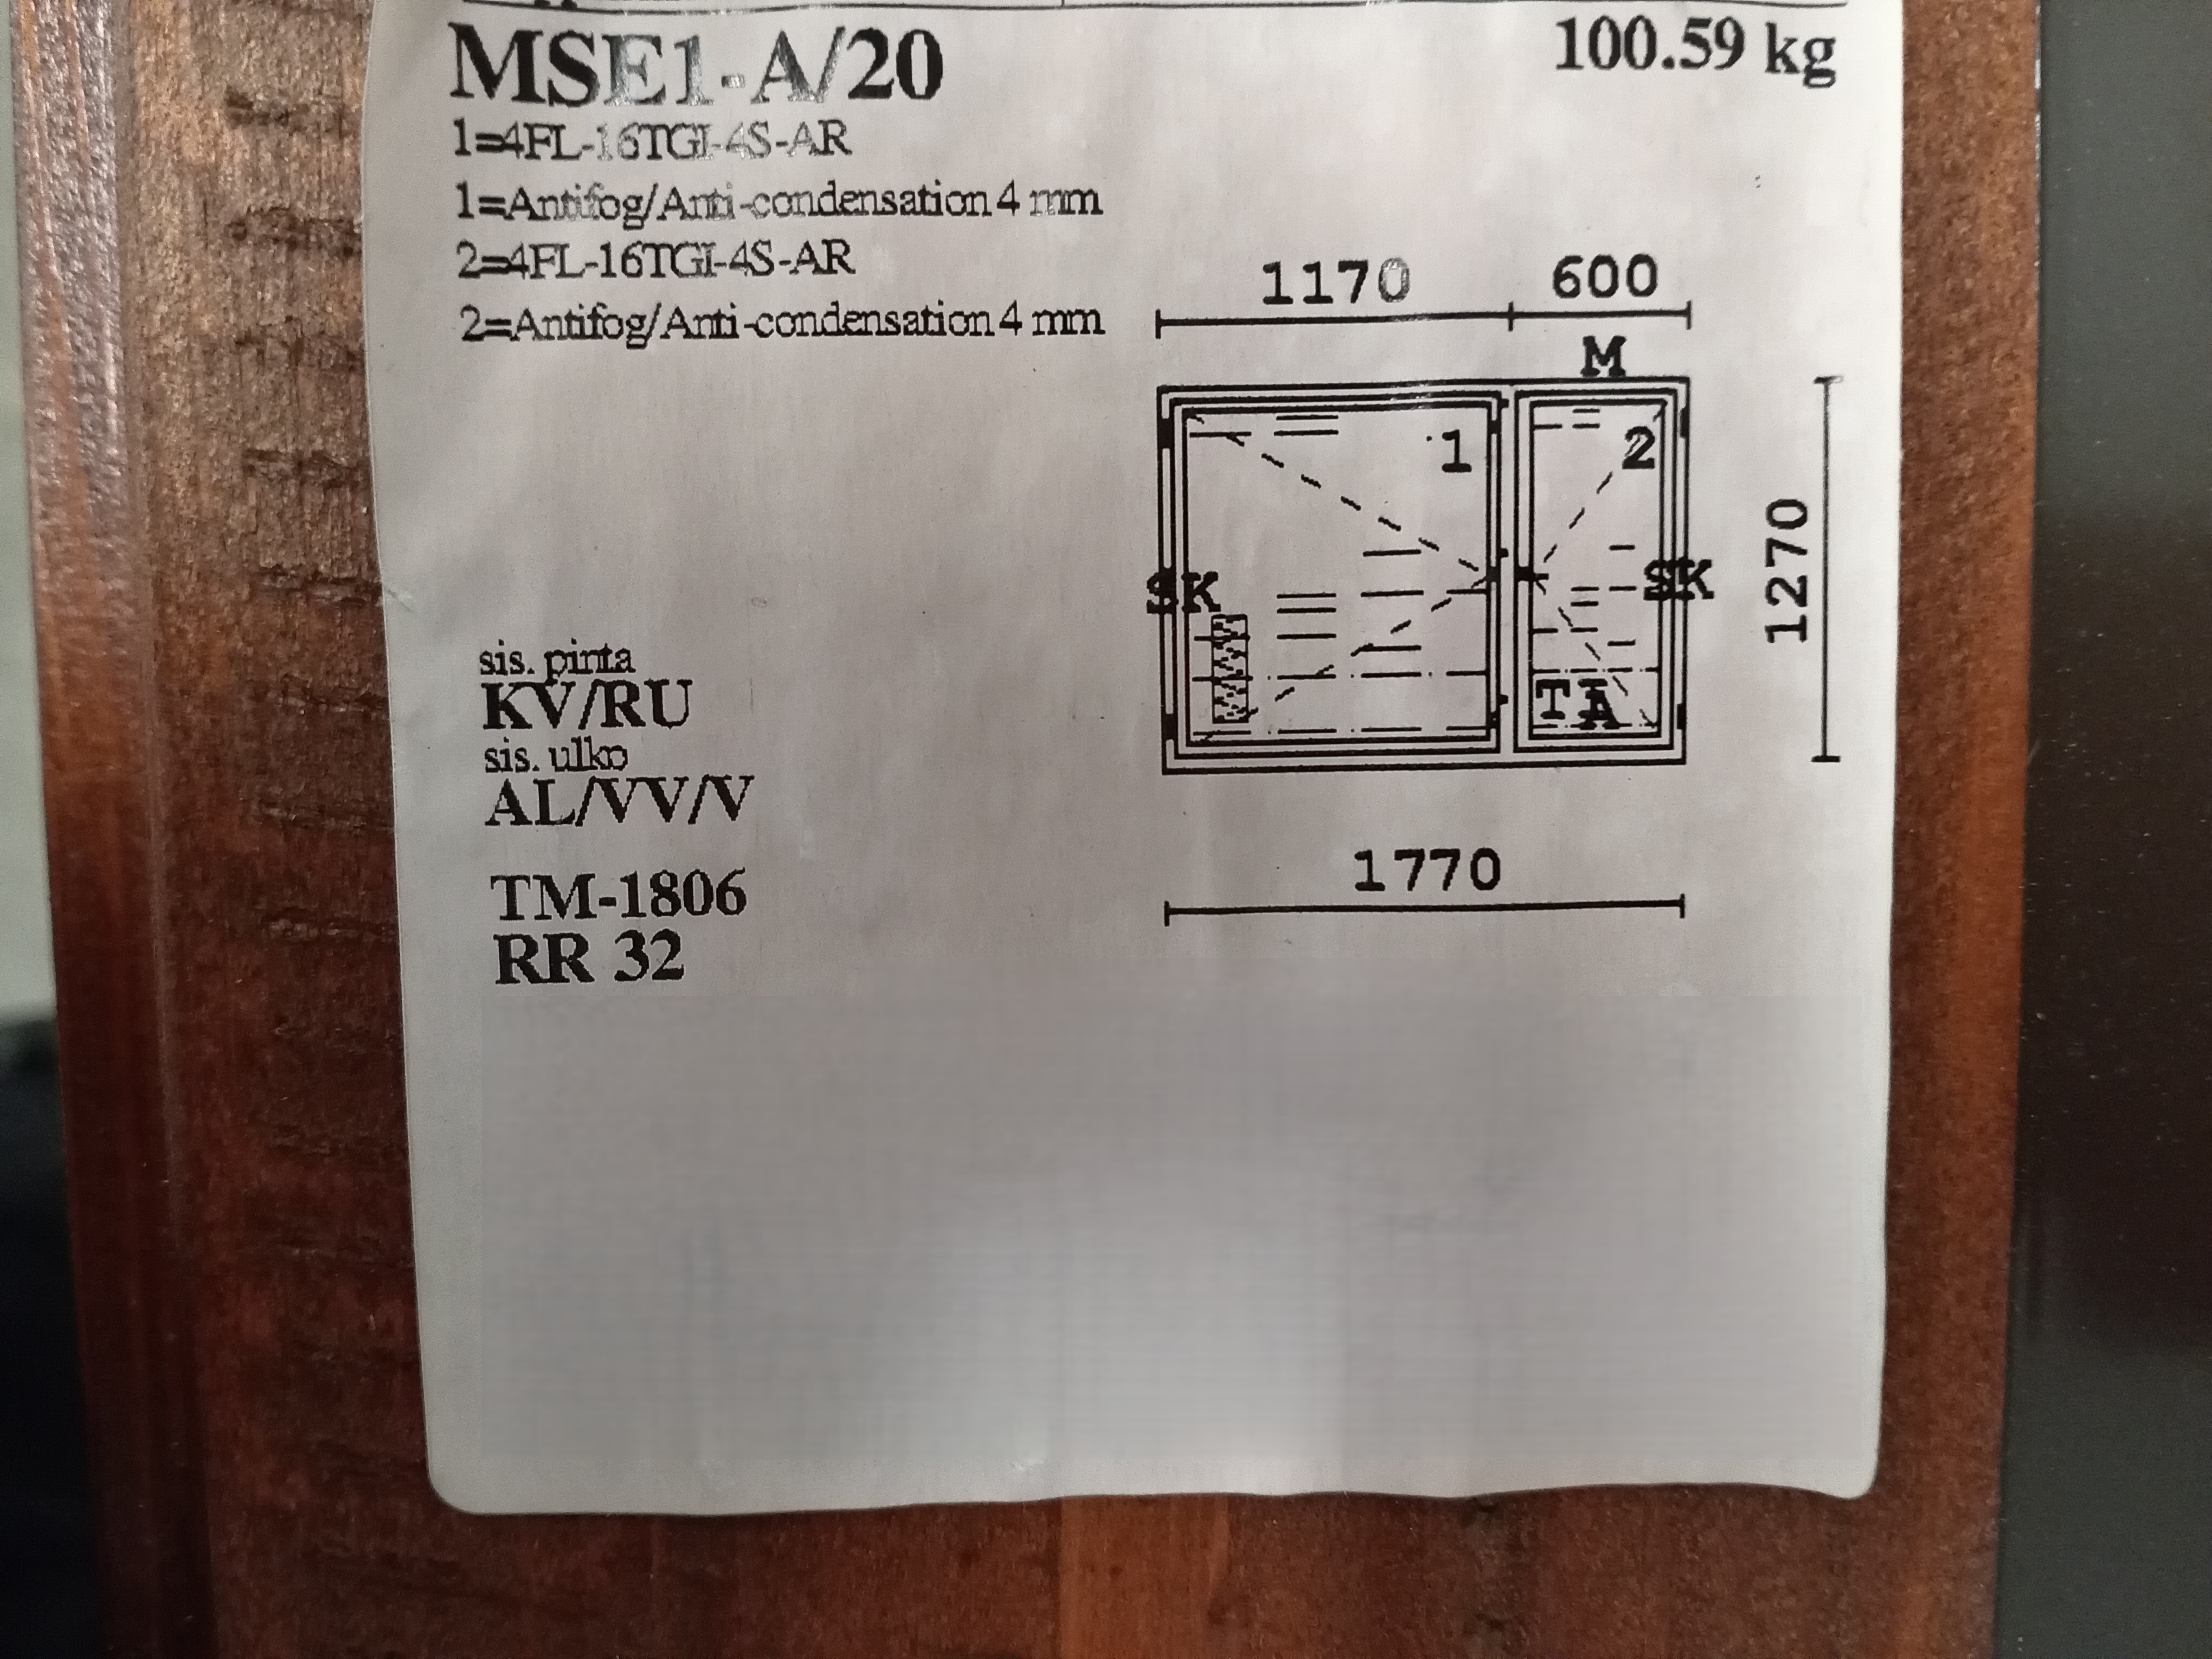 MSE1-A/20
100.59 kg
1=4FL-16TGI-4S-AR
1=Antifog/Anti-condensation 4 mm
2=4FL-16TGI-4S-AR
2=Antifog/Anti-condensation 4 mm
1170 600
M
1 2
SK SK
1270
TA
1770
sis. pinta
KV/RU
sis. ulko
AL/VV/V
TM-1806
RR 32